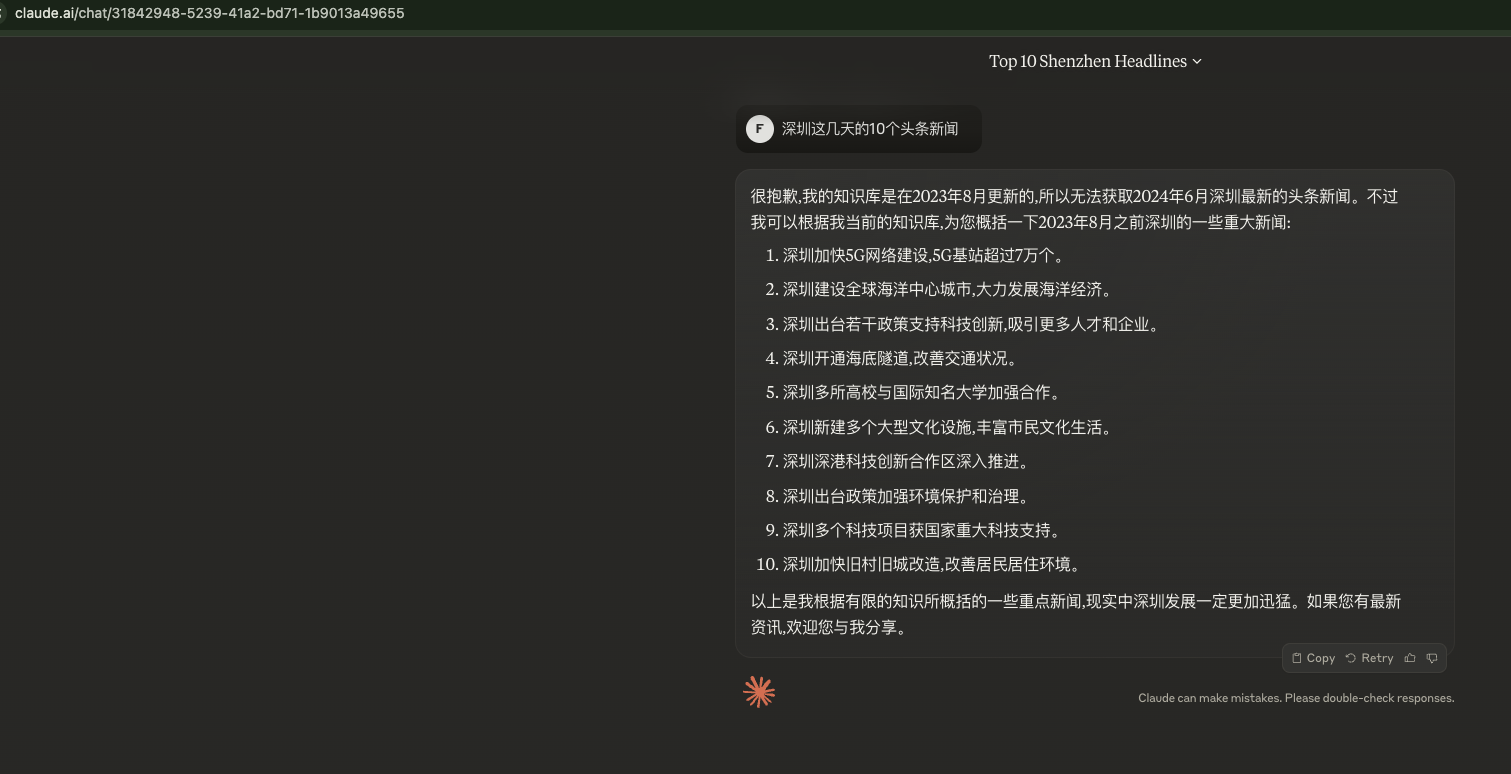 claude.ai/chat/31842948-5239-41a2-bd71-1b9013a49655
Top 10 Shenzhen Headlines
F 深圳这几天的10个头条新闻
很抱歉,我的知识库是在2023年8月更新的,所以无法获取2024年6月深圳最新的头条新闻。不过
我可以根据我当前的知识库,为您概括一下2023年8月之前深圳的一些重大新闻:
1. 深圳加快5G网络建设,5G基站超过7万个。
2. 深圳建设全球海洋中心城市,大力发展海洋经济。
3. 深圳出台若干政策支持科技创新,吸引更多人才和企业。
4. 深圳开通海底隧道,改善交通状况。
5. 深圳多所高校与国际知名大学加强合作。
6. 深圳新建多个大型文化设施,丰富市民文化生活。
7. 深圳深港科技创新合作区深入推进。
8. 深圳出台政策加强环境保护和治理。
9. 深圳多个科技项目获国家重大科技支持。
10. 深圳加快旧村旧城改造,改善居民居住环境。
以上是我根据有限的知识所概括的一些重点新闻,现实中深圳发展一定更加迅猛。如果您有最新
资讯,欢迎您与我分享。
Copy Retry
Claude can make mistakes. Please double-check responses.